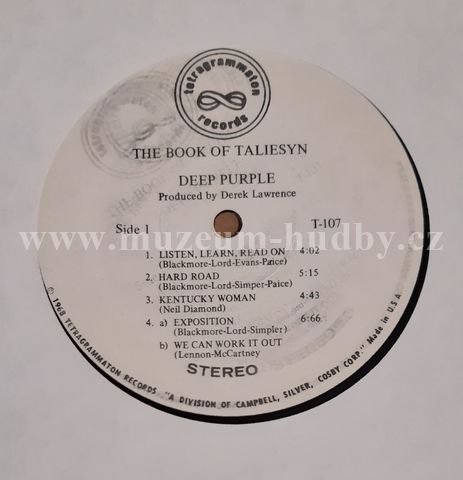 tetragrammaton
records
THE BOOK OF TALIESYN
DEEP PURPLE
Produced by Derek Lawrence
Side 1 T-107
www.muzeum-hudby.cz
1. LISTEN, LEARN, READ ON 4:02
(Blackmore-Lord-Evans-Paice)
2. HARD ROAD 5:15
(Blackmore-Lord-Simper-Paice)
3. KENTUCKY WOMAN 4:43
(Neil Diamond)
4. a) EXPOSITION 6:66
(Blackmore-Lord-Simpler)
b) WE CAN WORK IT OUT
(Lennon-McCartney
STEREO
© 1968 TETRAGRAMMATON RECORDS, "A DIVISION OF CAMPBELL, SILVER, COSBY CORP." Made in U.S.A